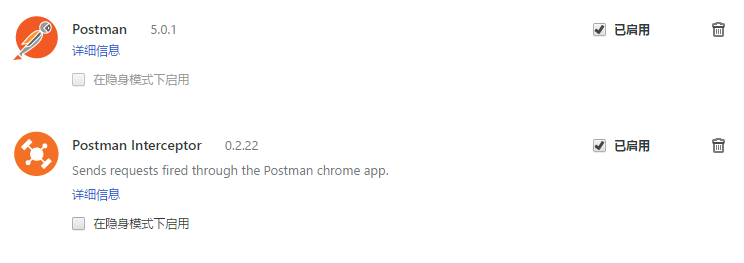 Postman 5.0.1 已启用
详细信息
在隐身模式下启用
Postman Interceptor 0.2.22 已启用
Sends requests fired through the Postman chrome app.
详细信息
在隐身模式下启用